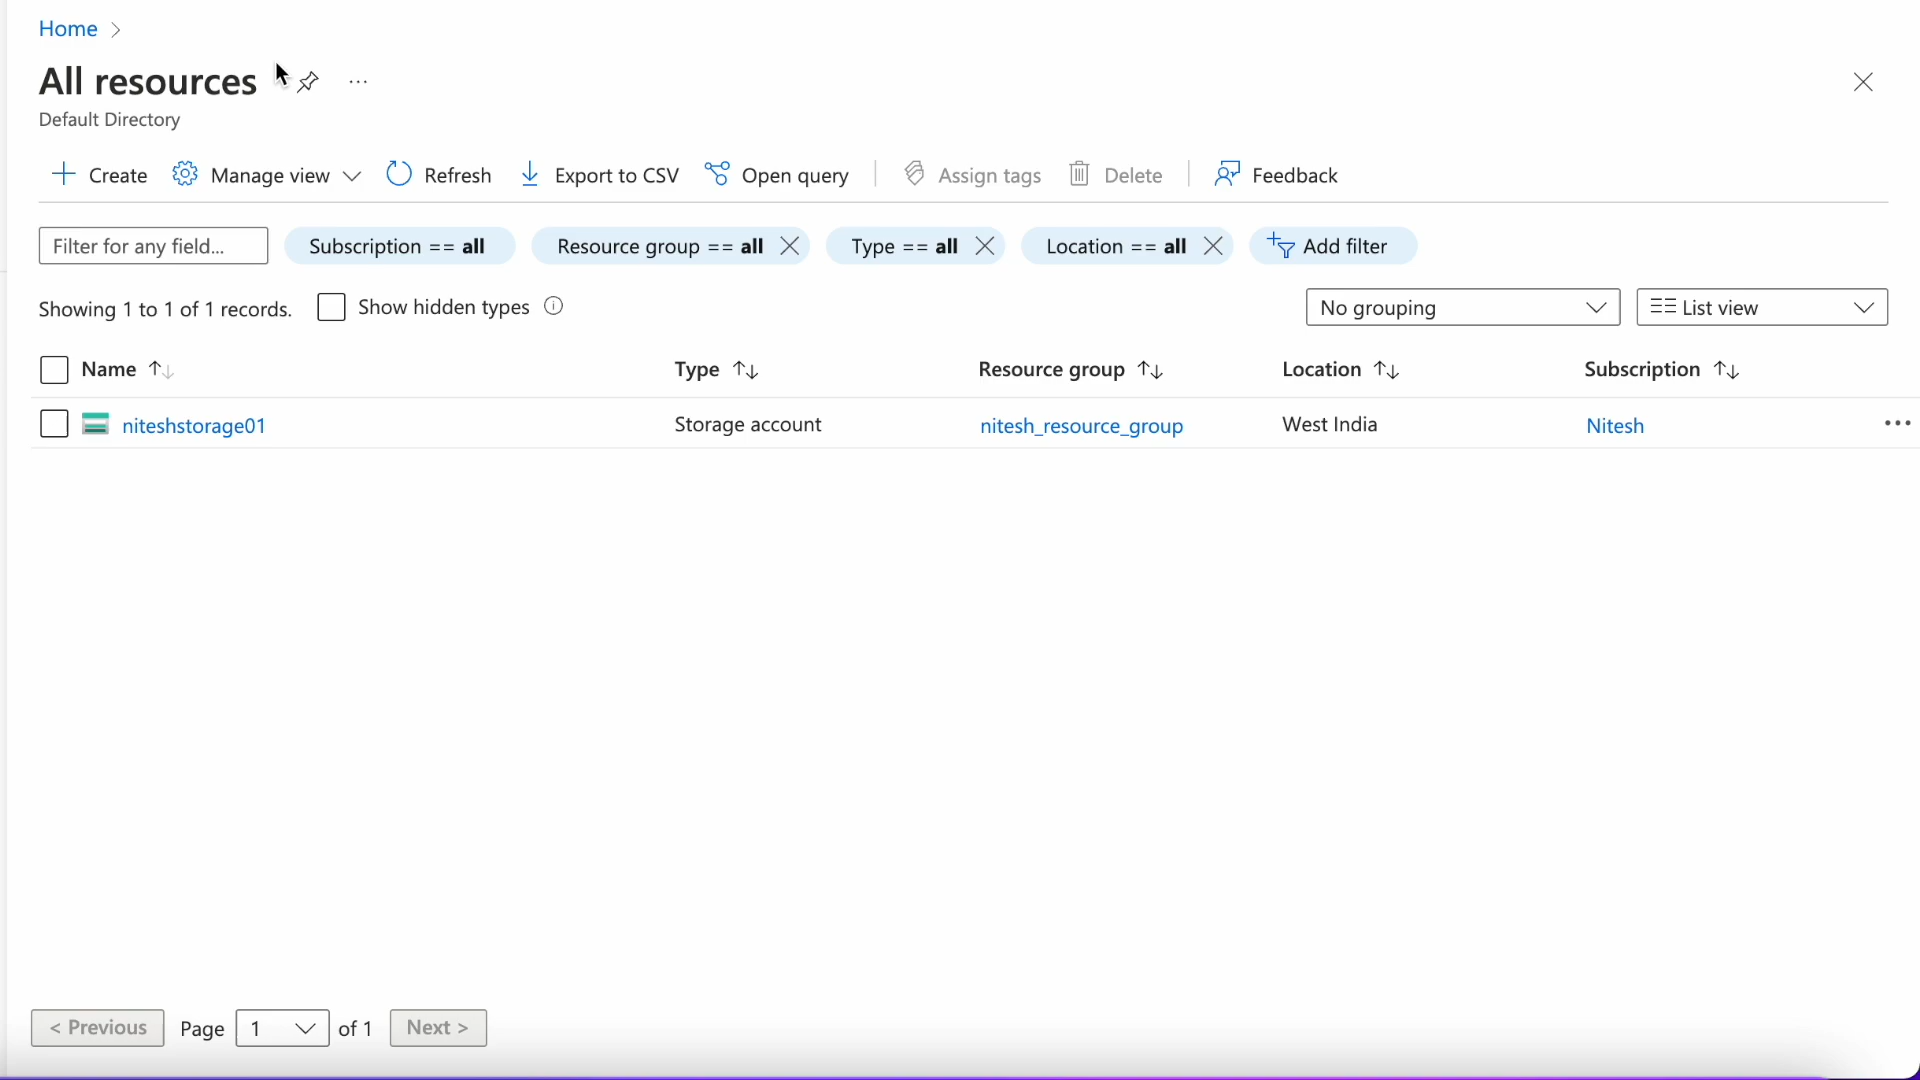 Home >
All resources ...
Default Directory
Create Manage view Refresh Export to CSV Open query Assign tags Delete Feedback
Filter for any field... Subscription == all Resource group == all Type == all Location == all Add filter
Showing 1 to 1 of 1 records. Show hidden types No grouping List view
Name Type Resource group Location Subscription
niteshstorage01 Storage account nitesh_resource_group West India Nitesh ...
< Previous Page 1 of 1 Next >